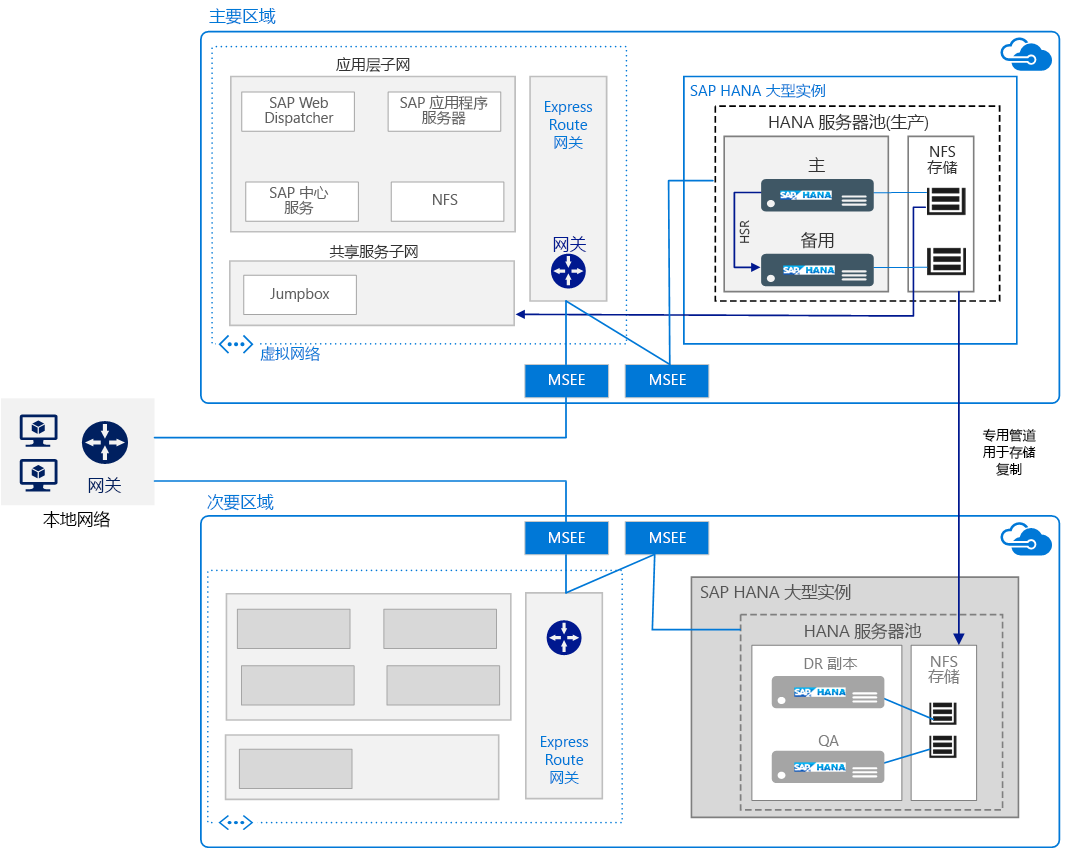 主要区域
应用层子网
SAP Web
Dispatcher
SAP 应用程序
服务器
SAP 中心
服务
NFS
共享服务子网
Jumpbox
虚拟网络
Express
Route
网关
网关
SAP HANA 大型实例
HANA 服务器池(生产)
主
SAP HANA
HSR
备用
SAP HANA
NFS
存储
MSEE
MSEE
网关
本地网络
专用管道
用于存储
复制
次要区域
MSEE
MSEE
Express
Route
网关
SAP HANA 大型实例
HANA 服务器池
DR 副本
SAP HANA
QA
SAP HANA
NFS
存储